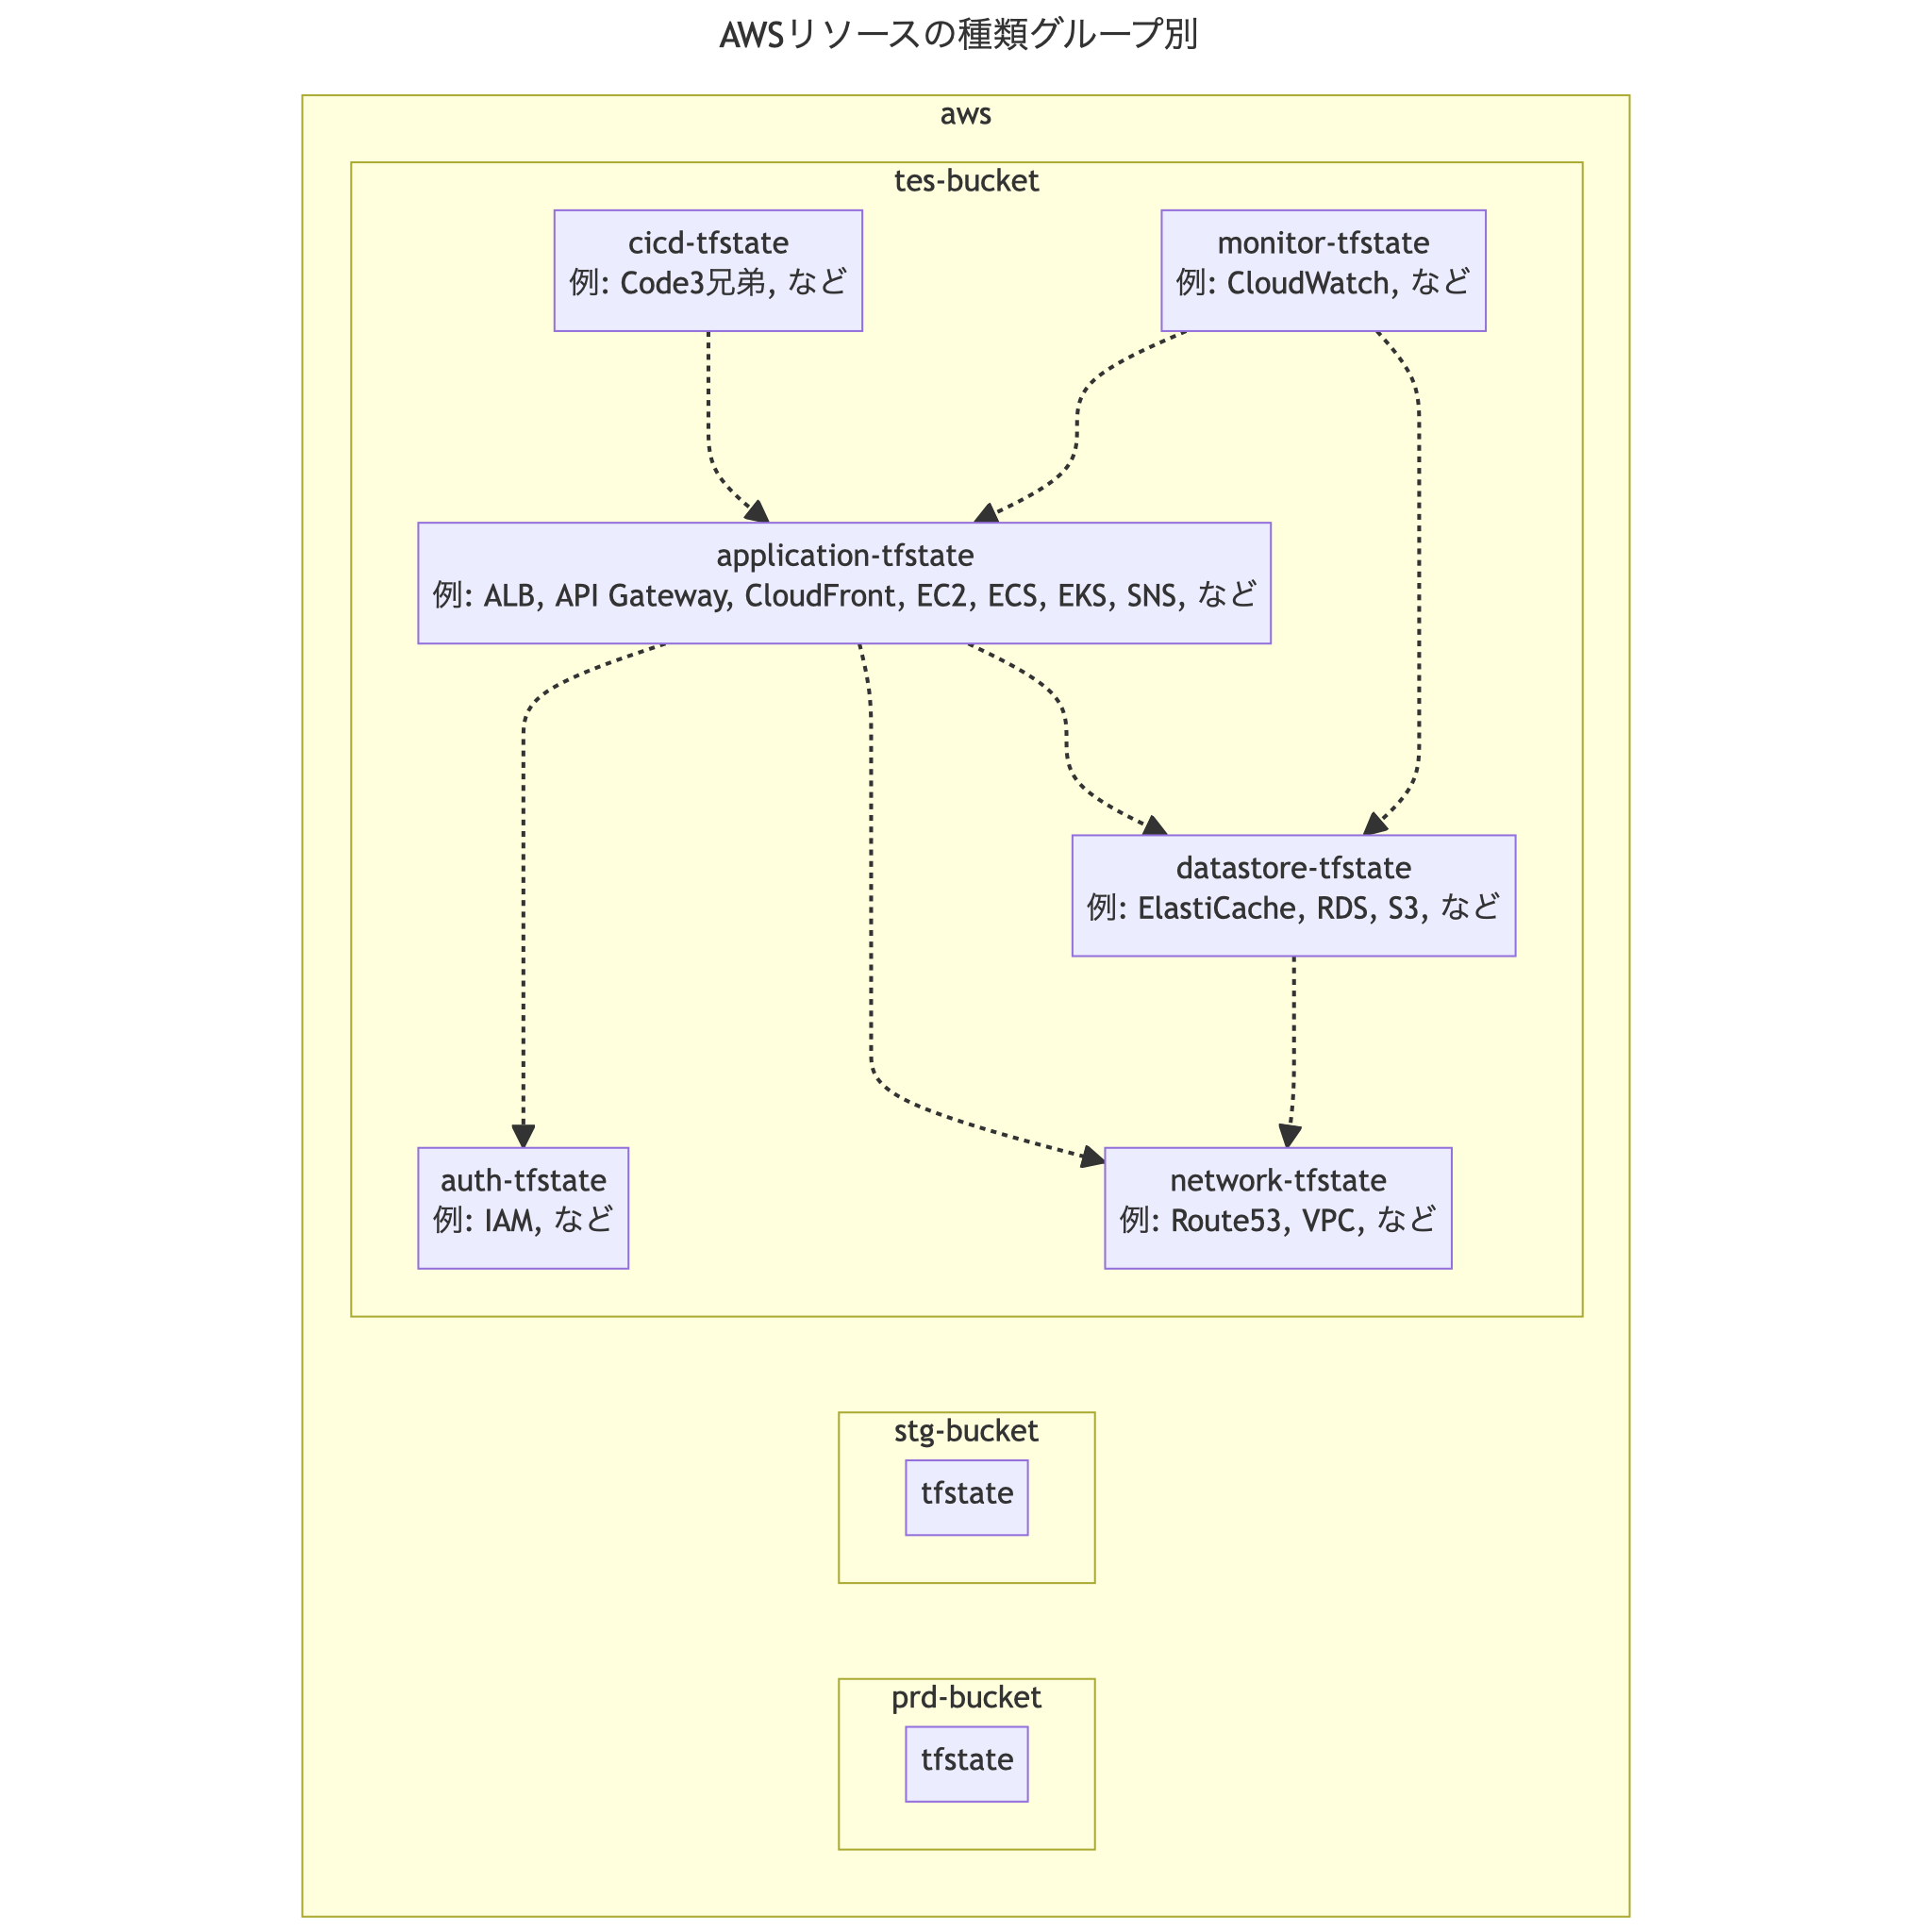 AWSリソースの種類グループ別
aws
tes-bucket
cicd-tfstate
例: Code3兄弟, など
monitor-tfstate
例: CloudWatch, など
application-tfstate
例: ALB, API Gateway, CloudFront, EC2, ECS, EKS, SNS, など
datastore-tfstate
例: ElastiCache, RDS, S3, など
auth-tfstate
例: IAM, など
network-tfstate
例: Route53, VPC, など
stg-bucket
tfstate
prd-bucket
tfstate